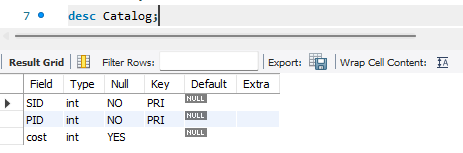 7 desc Catalog;
Result Grid Filter Rows: Export: Wrap Cell Content: IA
Field Type Null Key Default Extra
SID int NO PRI NULL
PID int NO PRI NULL
cost int YES NULL